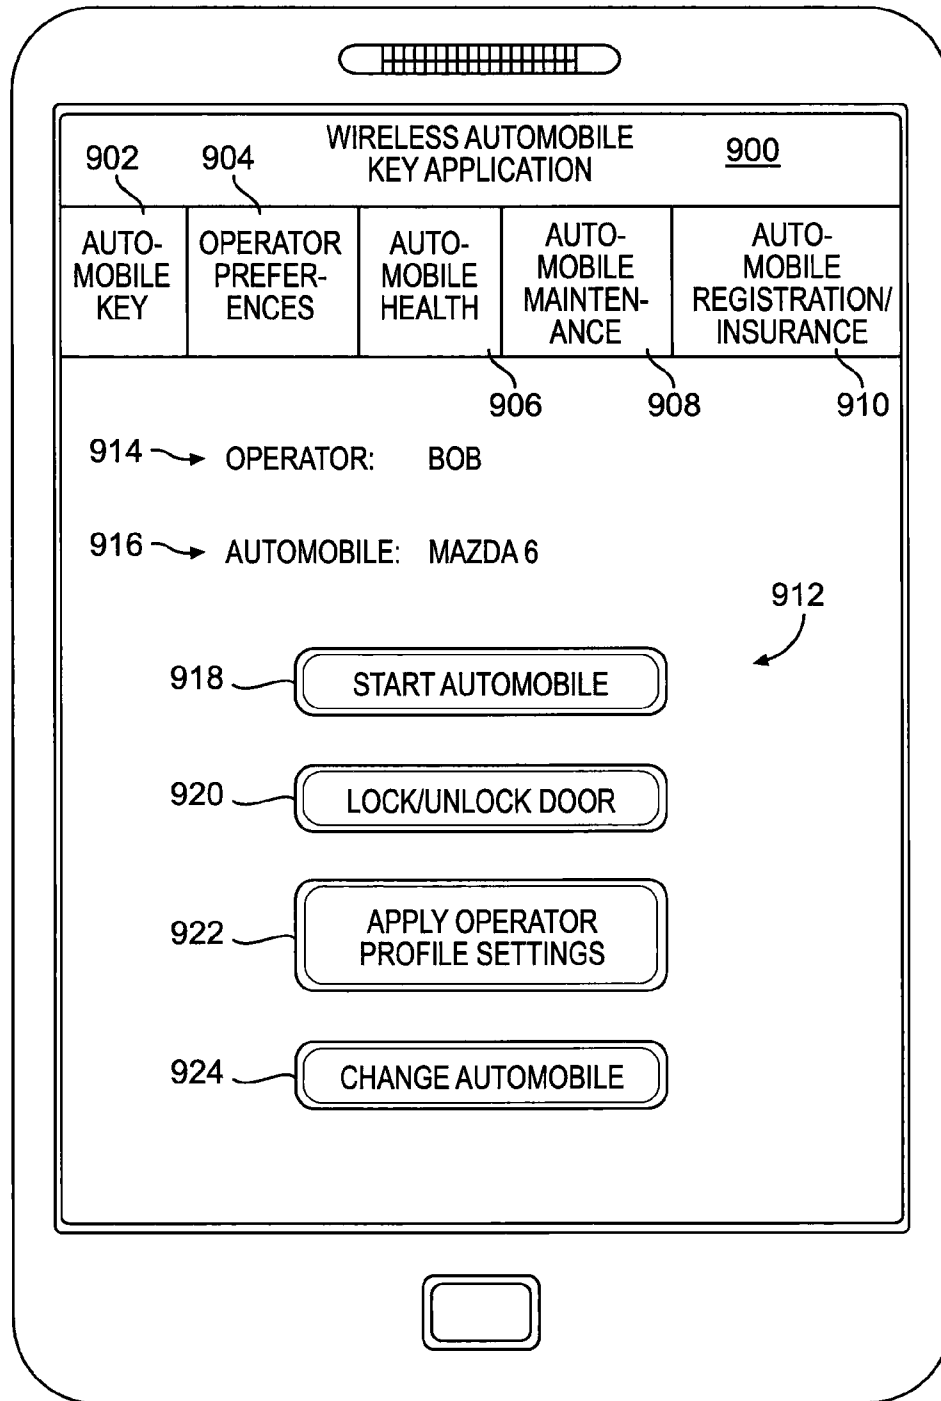 WIRELESS AUTOMOBILE
KEY APPLICATION
900
902
904
AUTO-
MOBILE
KEY
OPERATOR
PREFER-
ENCES
AUTO-
MOBILE
HEALTH
AUTO-
MOBILE
MAINTEN-
ANCE
AUTO-
MOBILE
REGISTRATION/
INSURANCE
906
908
910
914
OPERATOR: BOB
916
AUTOMOBILE: MAZDA 6
912
918
START AUTOMOBILE
920
LOCK/UNLOCK DOOR
922
APPLY OPERATOR
PROFILE SETTINGS
924
CHANGE AUTOMOBILE